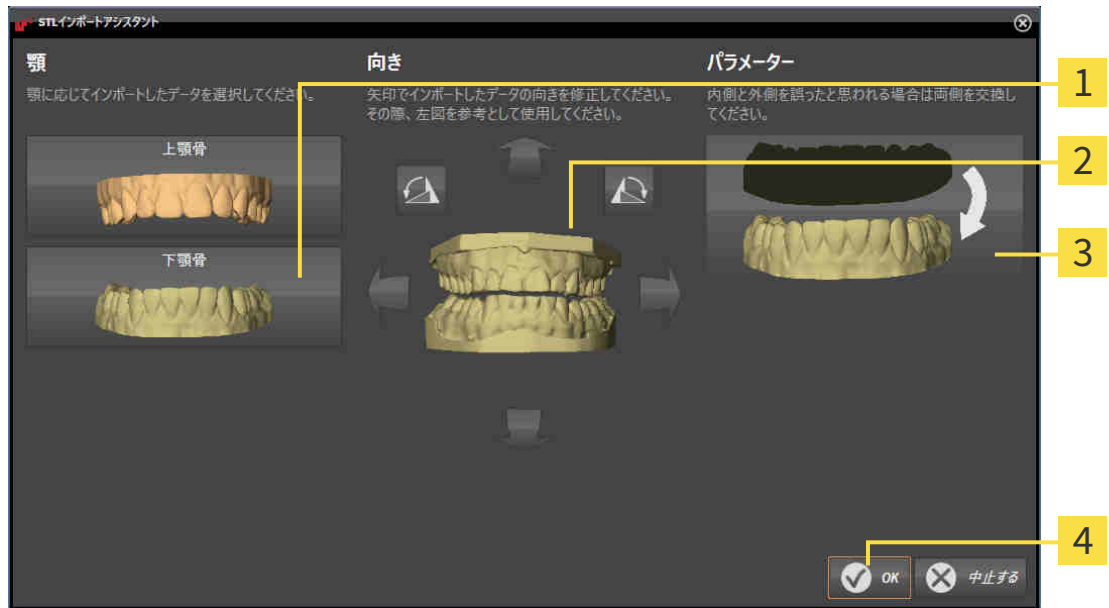 STLインポートアシスタント
顎
顎に応じてインポートしたデータを選択してください。
上顎骨
下顎骨
向き
矢印でインポートしたデータの向きを修正してください。
その際、左図を参考として使用してください。
パラメーター
内側と外側を誤ったと思われる場合は両側を交換し
てください。
1
2
3
4
OK
中止する